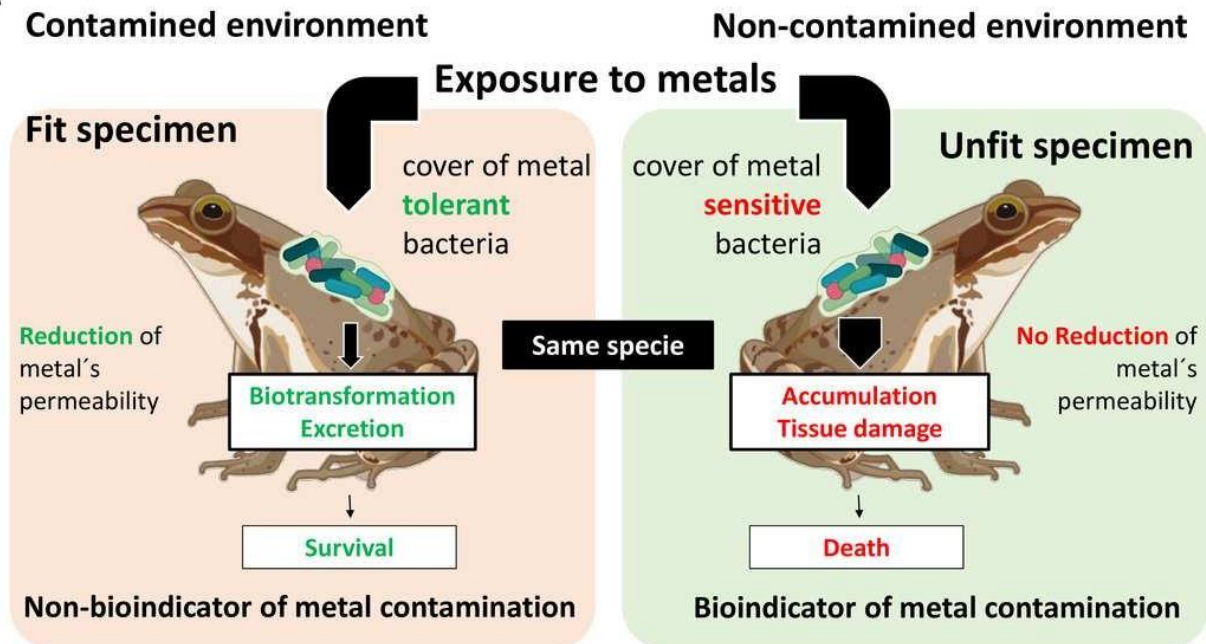 Contamined environment
Non-contamined environment
Exposure to metals
Fit specimen
cover of metal
tolerant
bacteria
Reduction of
metal´s
permeability
Biotransformation
Excretion
Survival
Non-bioindicator of metal contamination
Same specie
Unfit specimen
cover of metal
sensitive
bacteria
No Reduction of
metal´s
permeability
Accumulation
Tissue damage
Death
Bioindicator of metal contamination